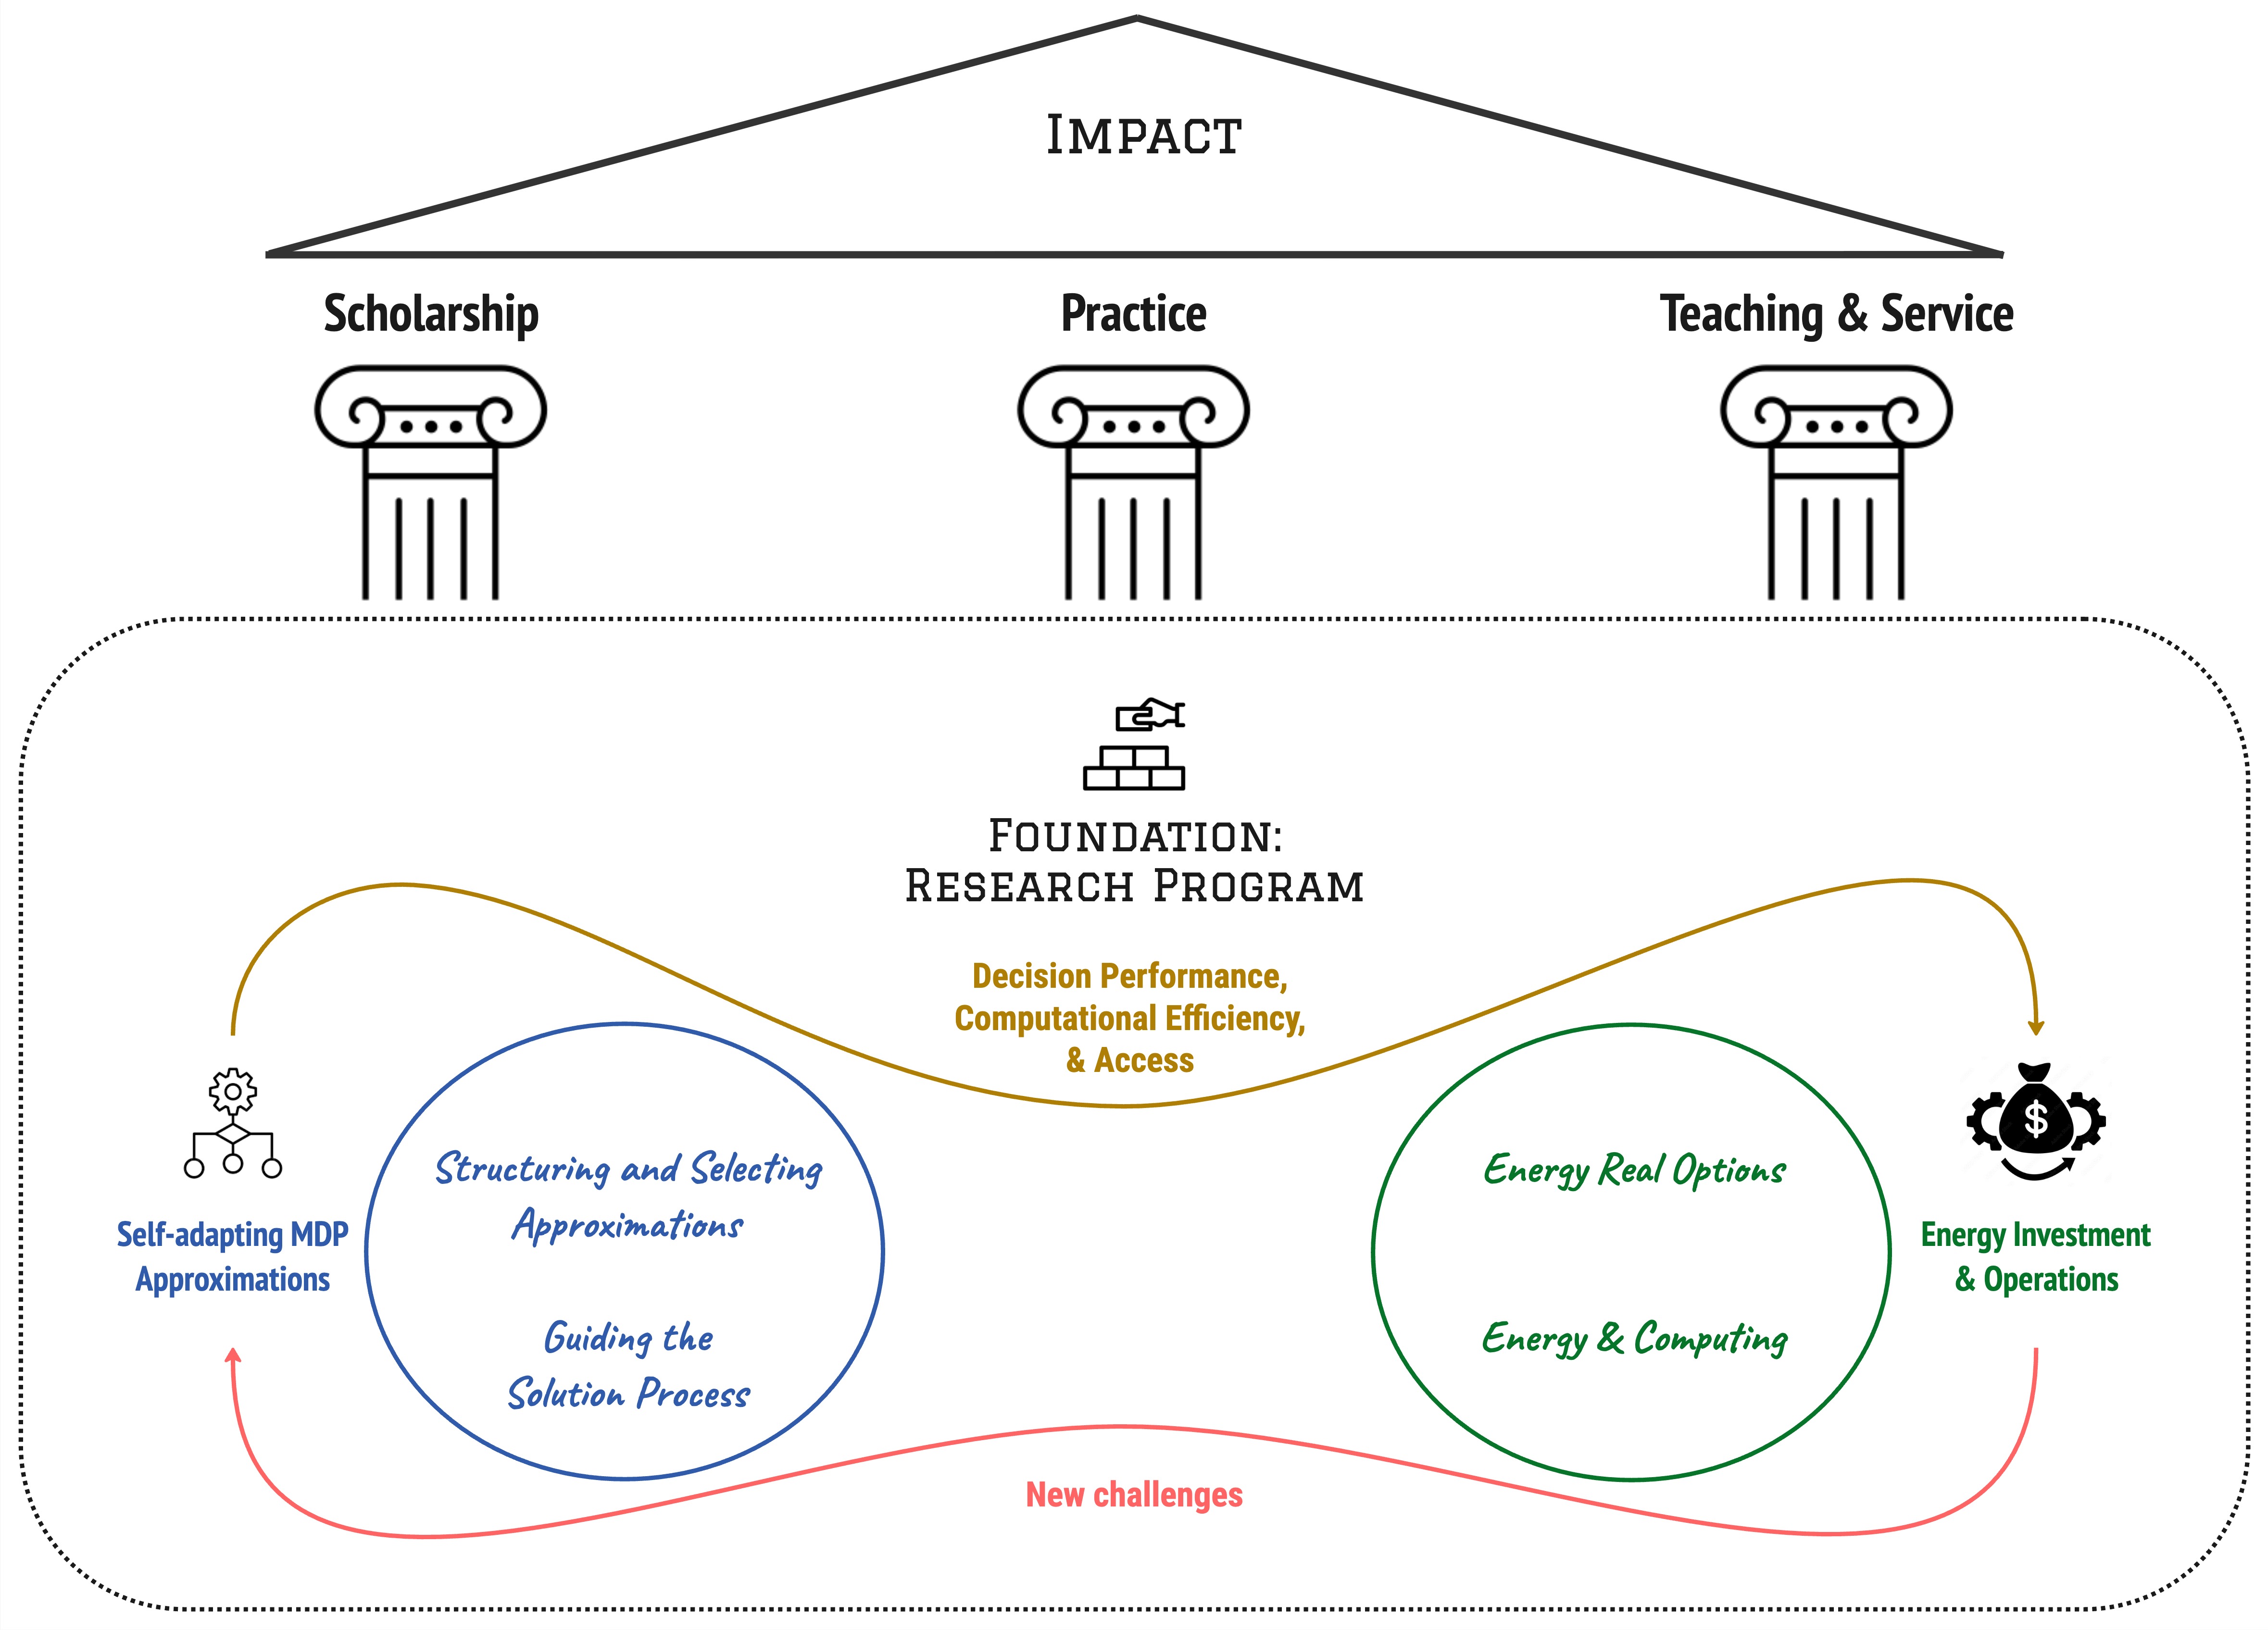 IMPACT
Scholarship
Practice
Teaching & Service
FOUNDATION:
RESEARCH PROGRAM
Decision Performance,
Computational Efficiency,
& Access
Self-adapting MDP
Approximations
Structuring and Selecting
Approximations
Guiding the
Solution Process
Energy Real Options
Energy & Computing
$
Energy Investment
& Operations
New challenges